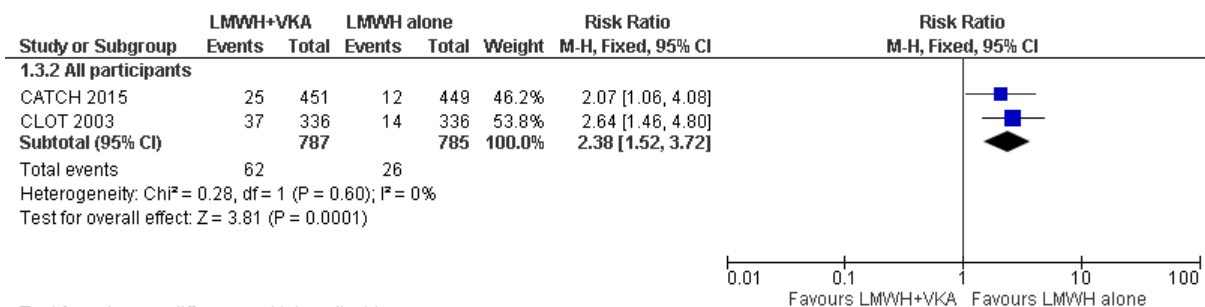 LMWH+VKA LMWH alone Risk Ratio Risk Ratio
Study or Subgroup Events Total Events Total Weight M-H, Fixed, 95% CI M-H, Fixed, 95% CI
1.3.2 All participants
CATCH 2015 25 451 12 449 46.2% 2.07 [1.06, 4.08]
CLOT 2003 37 336 14 336 53.8% 2.64 [1.46, 4.80]
Subtotal (95% CI) 787 785 100.0% 2.38 [1.52, 3.72]
Total events 62 26
Heterogeneity: Chi² = 0.28, df = 1 (P = 0.60); I² = 0%
Test for overall effect: Z = 3.81 (P = 0.0001)
0.01 0.1 1 10 100
Favours LMWH+VKA Favours LMWH alone